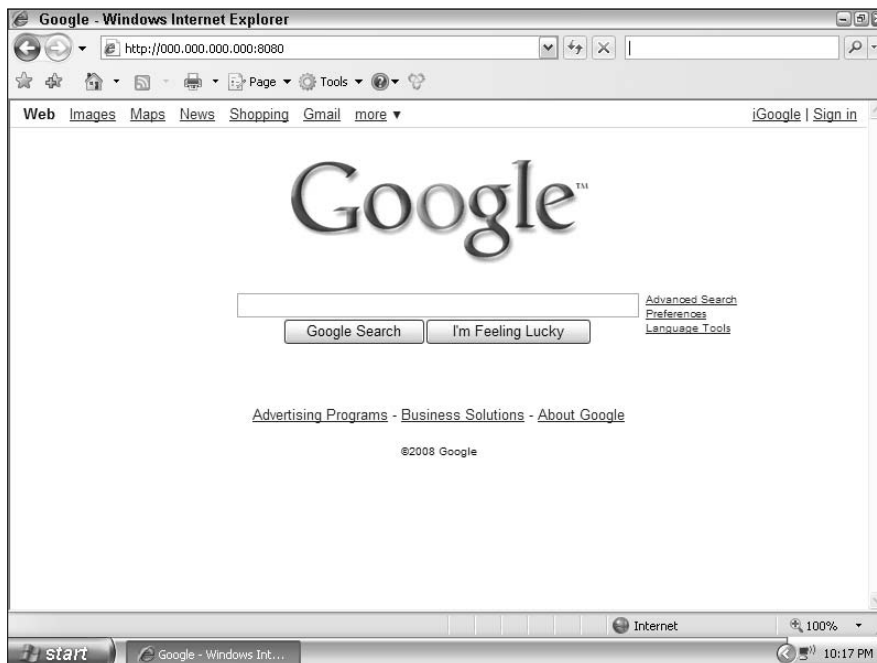 Google - Windows Internet Explorer
http://000.000.000.000:8080
Page Tools
Web Images Maps News Shopping Gmail more ▼ iGoogle | Sign in
Google™
Advanced Search
Preferences
Language Tools
Google Search I'm Feeling Lucky
Advertising Programs - Business Solutions - About Google
©2008 Google
Internet 100%
start Google - Windows Int... 10:17 PM